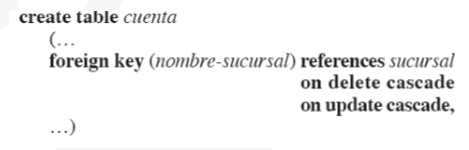 create table cuenta
(...
foreign key (nombre-sucursal) references sucursal
on delete cascade
on update cascade,
...)